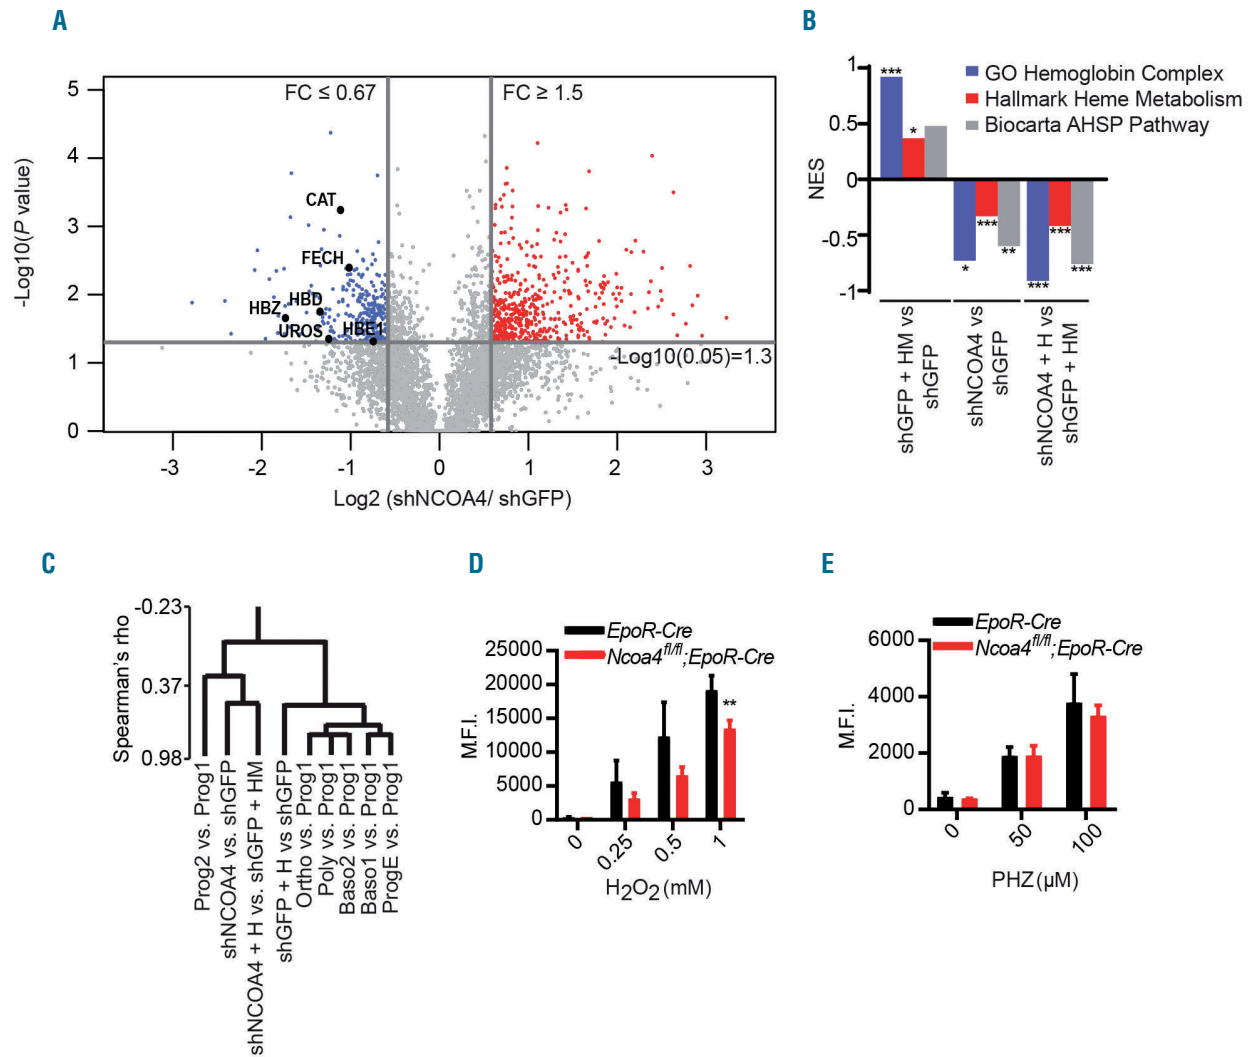 A
FC ≤ 0.67
FC ≥ 1.5
CAT
FECH
HBD
HBZ
UROS
HBE1
-Log10(0.05)=1.3
5
4
3
2
1
0
-Log10(P value)
-3
-2
-1
0
1
2
3
Log2 (shNCOA4/ shGFP)
B
GO Hemoglobin Complex
Hallmark Heme Metabolism
Biocarta AHSP Pathway
1
0.5
0
-0.5
-1
NES
***
*
*
***
**
***
***
***
shGFP + HM vs
shGFP
shNCOA4 vs
shGFP
shNCOA4 + H vs
shGFP + HM
C
-0.23
0.37
0.98
Spearman's rho
Prog2 vs. Prog1
shNCOA4 vs. shGFP
shNCOA4 + H vs. shGFP + HM
shGFP + H vs shGFP
Ortho vs. Prog1
Poly vs. Prog1
Baso2 vs. Prog1
Baso1 vs. Prog1
ProgE vs. Prog1
D
EpoR-Cre
Ncoa4fl/fl;EpoR-Cre
25000
20000
15000
10000
5000
0
M.F.I.
**
0
0.25
0.5
1
H2O2 (mM)
E
EpoR-Cre
Ncoa4fl/fl;EpoR-Cre
6000
4000
2000
0
M.F.I.
0
50
100
PHZ (µM)